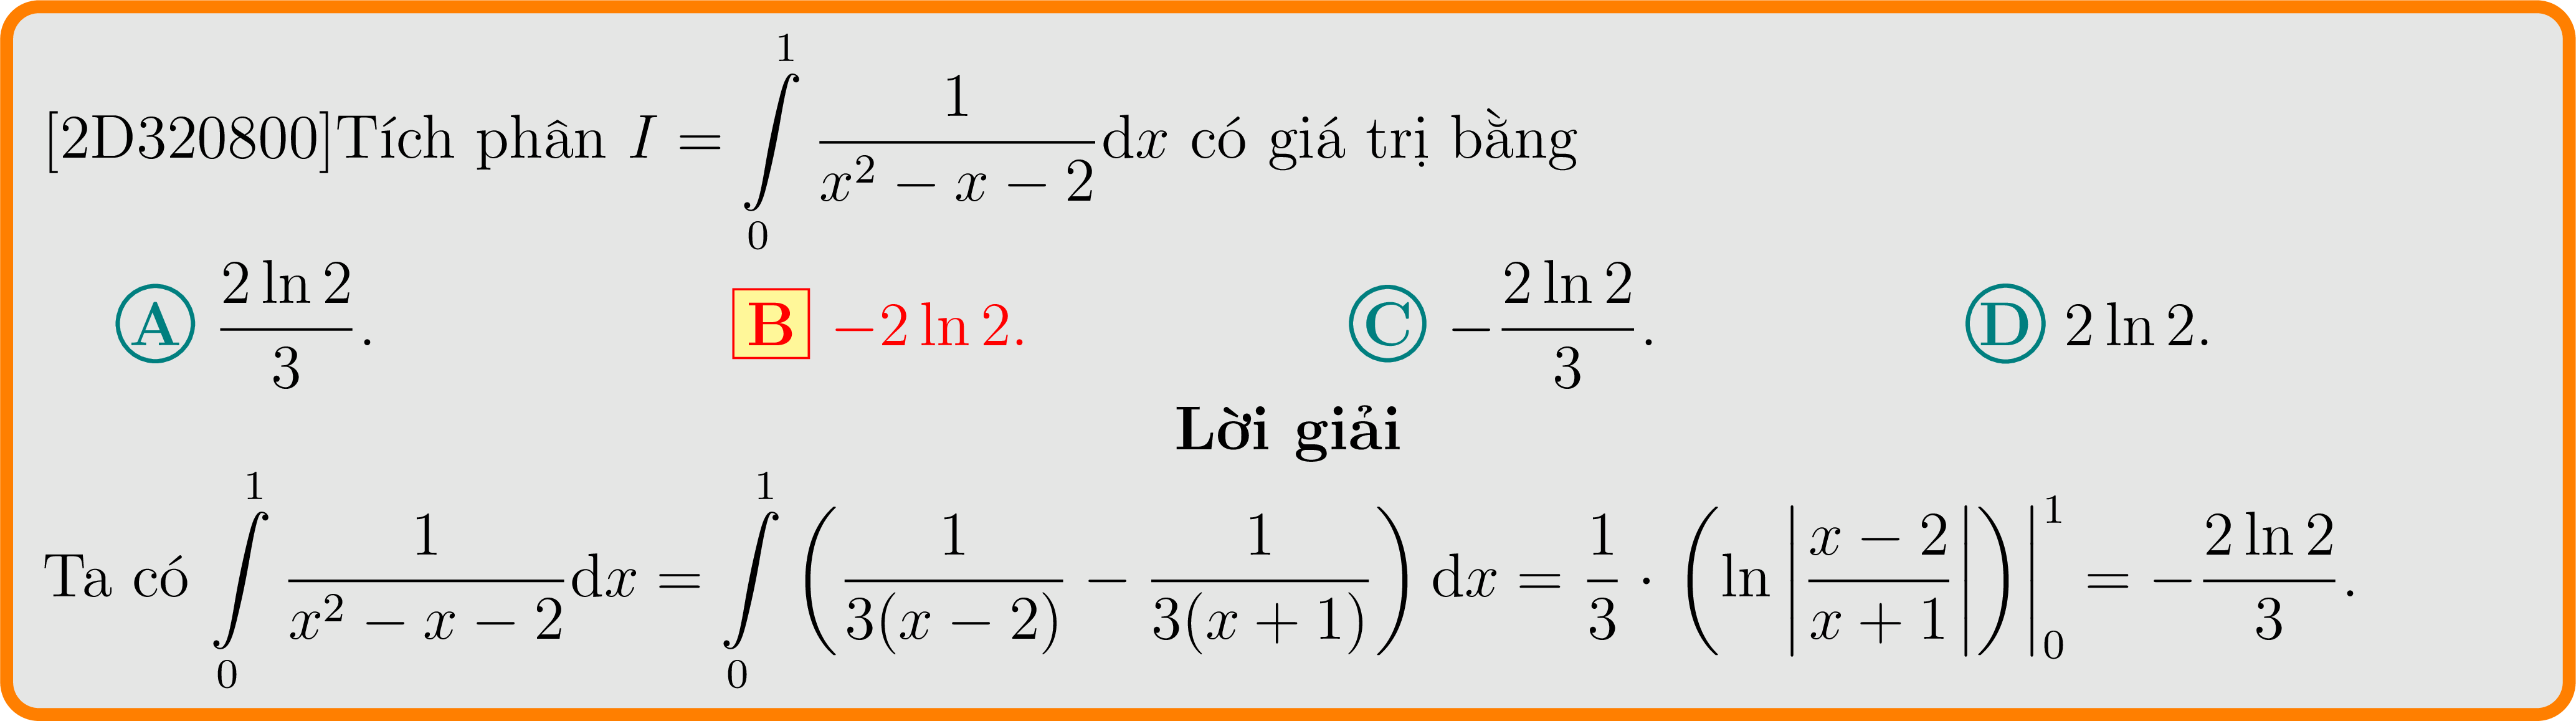 [2D320800]Tích phân $I = \int\limits_0^1 \frac{1}{x^2 - x - 2} \mathrm{d}x$ có giá trị bằng
A $\frac{2 \ln 2}{3}$. B $-2 \ln 2$. C $-\frac{2 \ln 2}{3}$. D $2 \ln 2$.
Lời giải
Ta có $\int\limits_0^1 \frac{1}{x^2 - x - 2} \mathrm{d}x = \int\limits_0^1 \left( \frac{1}{3(x - 2)} - \frac{1}{3(x + 1)} \right) \mathrm{d}x = \frac{1}{3} \cdot \left( \ln \left| \frac{x - 2}{x + 1} \right| \right) \Big|_0^1 = -\frac{2 \ln 2}{3}$.